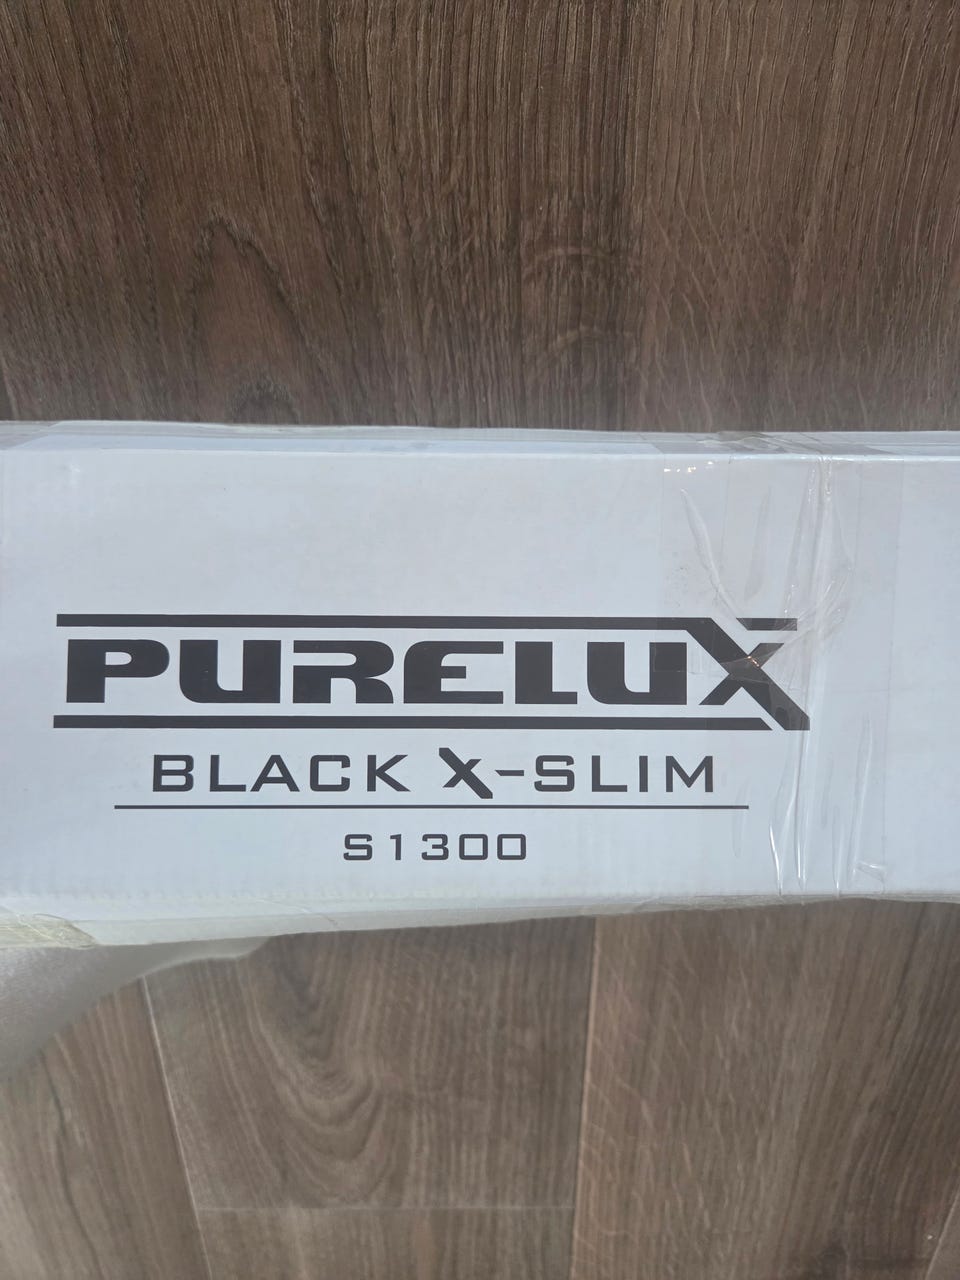 PURELUX
BLACK X-SLIM
S1300